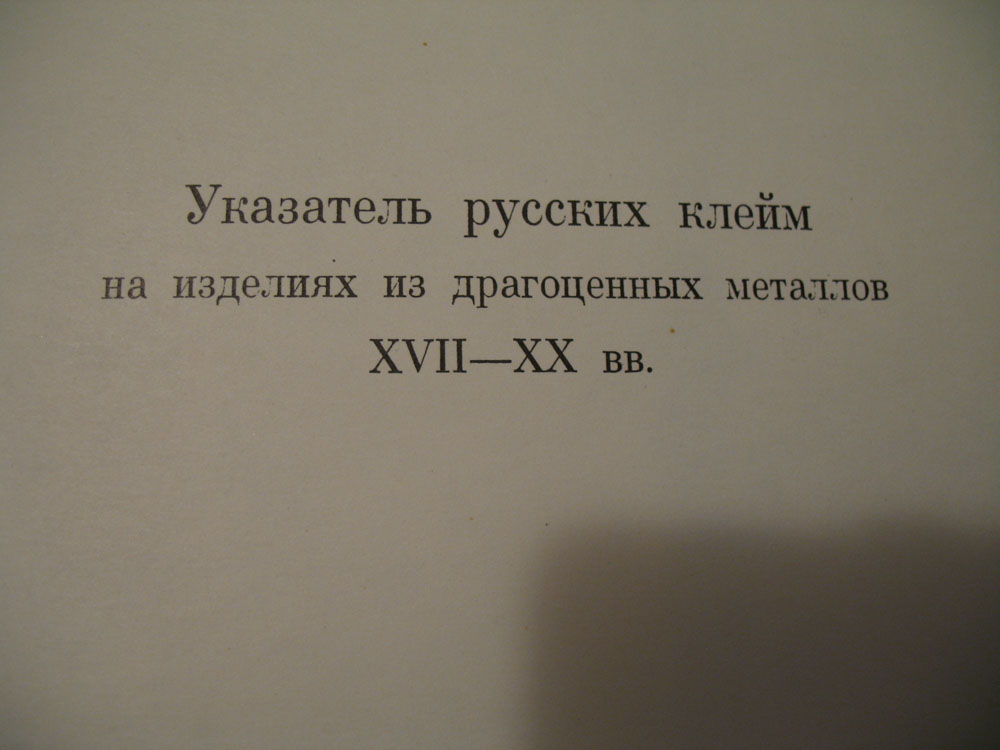 Указатель русских клейм
на изделиях из драгоценных металлов
XVII—XX вв.